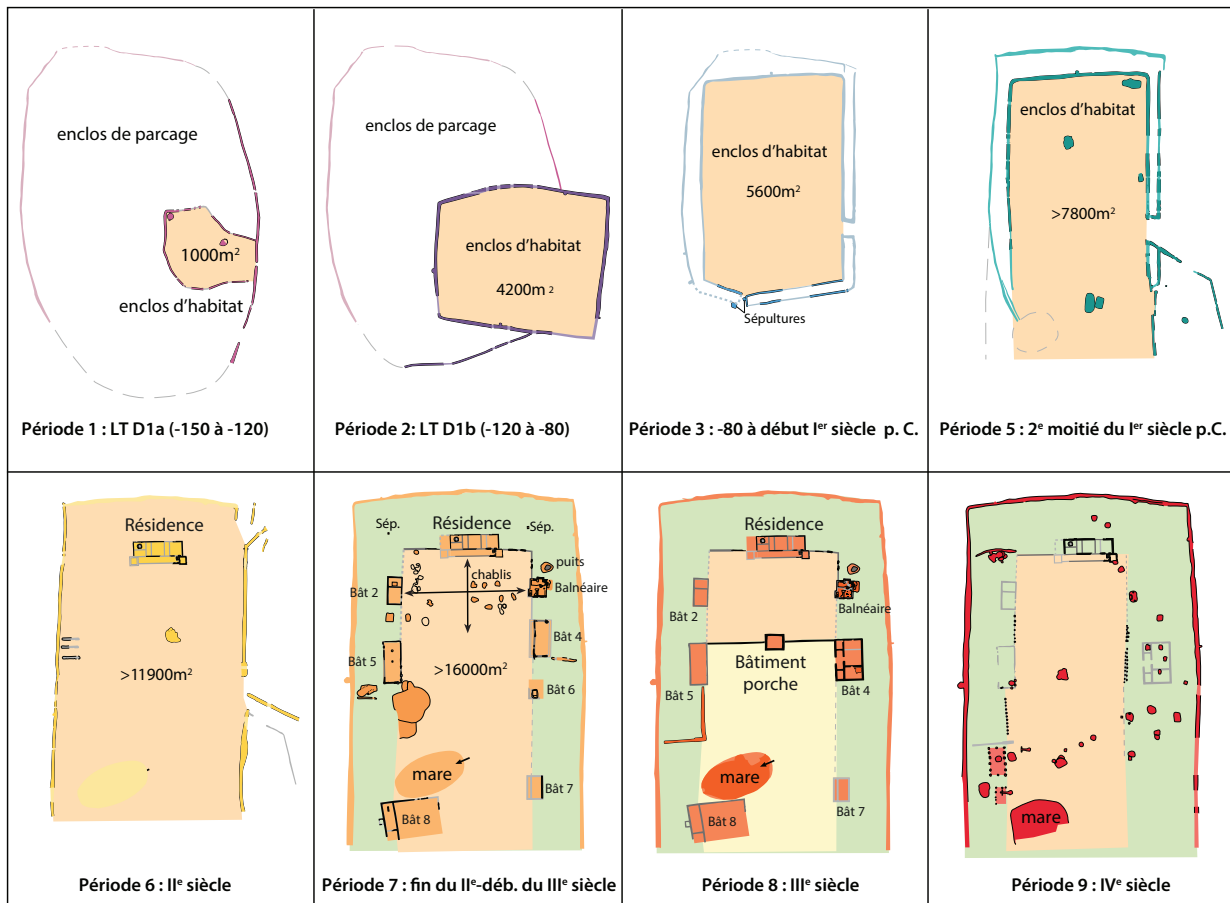 enclos de parcage
1000m²
enclos d'habitat
Période 1 : LT D1a (-150 à -120)
enclos de parcage
enclos d'habitat
4200m ²
Période 2: LT D1b (-120 à -80)
enclos d'habitat
5600m²
Sépultures
Période 3 : -80 à début Iᵉʳ siècle p. C.
enclos d'habitat
>7800m²
Période 5 : 2ᵉ moitié du Iᵉʳ siècle p.C.
Résidence
>11900m²
Période 6 : IIᵉ siècle
Sép.
Résidence
Sép.
puits
chablis
Bât 2
Balnéaire
Bât 4
Bât 5
>16000m²
Bât 6
mare
Bât 7
Bât 8
Période 7 : fin du IIᵉ-déb. du IIIᵉ siècle
Résidence
Bât 2
Balnéaire
Bâtiment
porche
Bât 5
Bât 4
mare
Bât 7
Bât 8
Période 8 : IIIᵉ siècle
mare
Période 9 : IVᵉ siècle